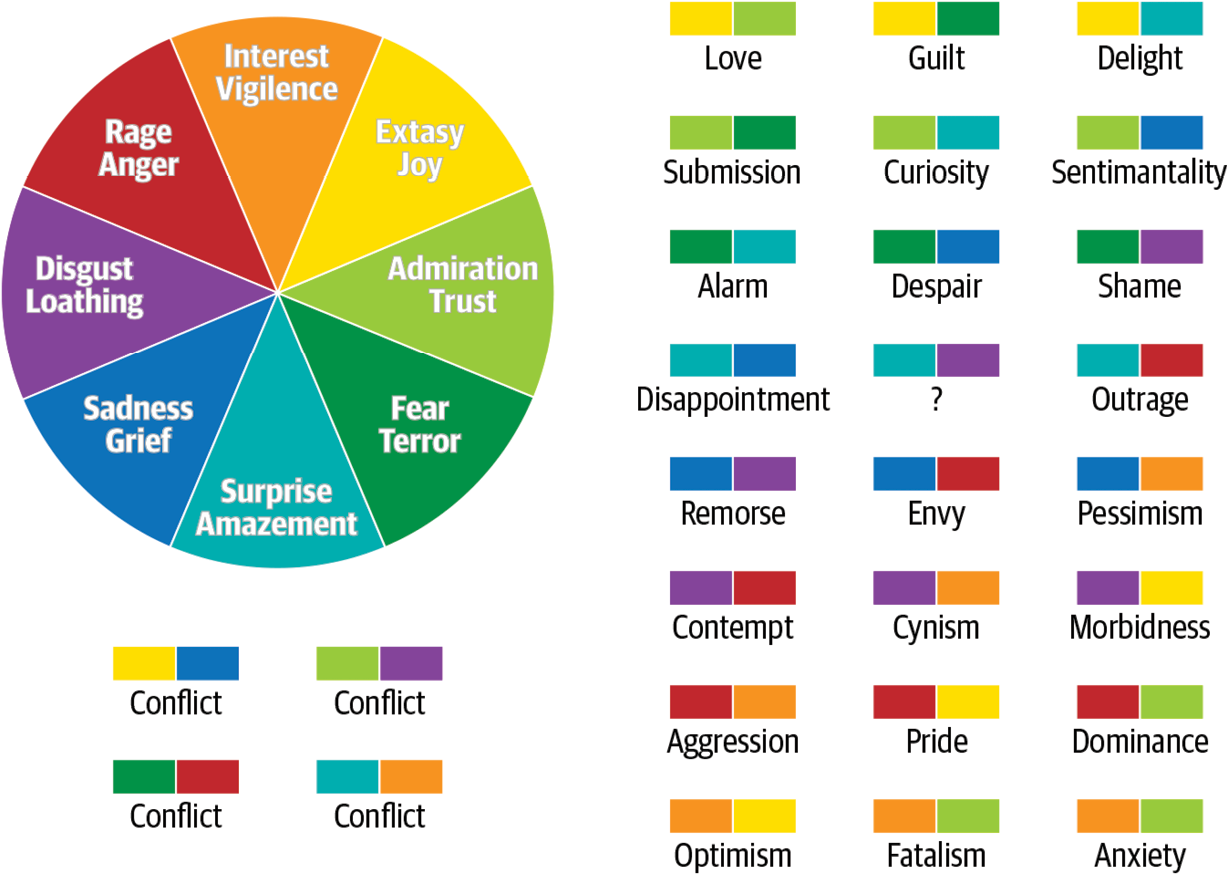 Interest
Vigilence
Extasy
Joy
Admiration
Trust
Fear
Terror
Surprise
Amazement
Sadness
Grief
Disgust
Loathing
Rage
Anger
Conflict
Conflict
Conflict
Conflict
Love
Guilt
Delight
Submission
Curiosity
Sentimantality
Alarm
Despair
Shame
Disappointment
?
Outrage
Remorse
Envy
Pessimism
Contempt
Cynism
Morbidness
Aggression
Pride
Dominance
Optimism
Fatalism
Anxiety